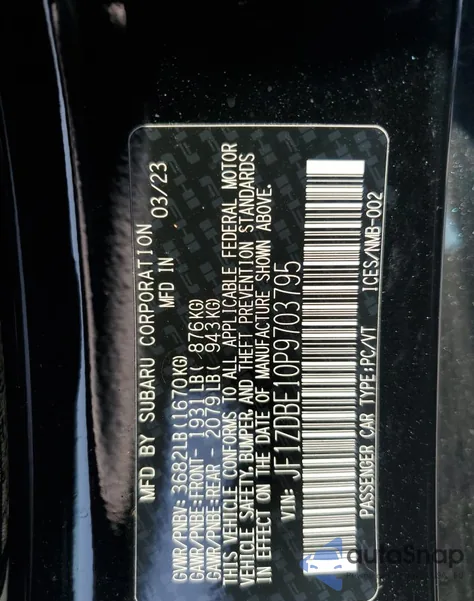 MFD BY SUBARU CORPORATION 03/23
MFD IN
GVWR/PNBV- 3682LB(1670KG)
GAWR/PNBE:FRONT- 1931LB( 876KG)
GAWR/PNBE:REAR - 2079LB( 943KG)
THIS VEHICLE CONFORMS TO ALL APPLICABLE FEDERAL MOTOR
VEHICLE SAFETY, BUMPER, AND THEFT PREVENTION STANDARDS
IN EFFECT ON THE DATE OF MANUFACTURE SHOWN ABOVE.
VIN: JF1ZDBE10P9703795
PASSENGER CAR TYPE:PC/VT ICES/NMB-002
autoSnap